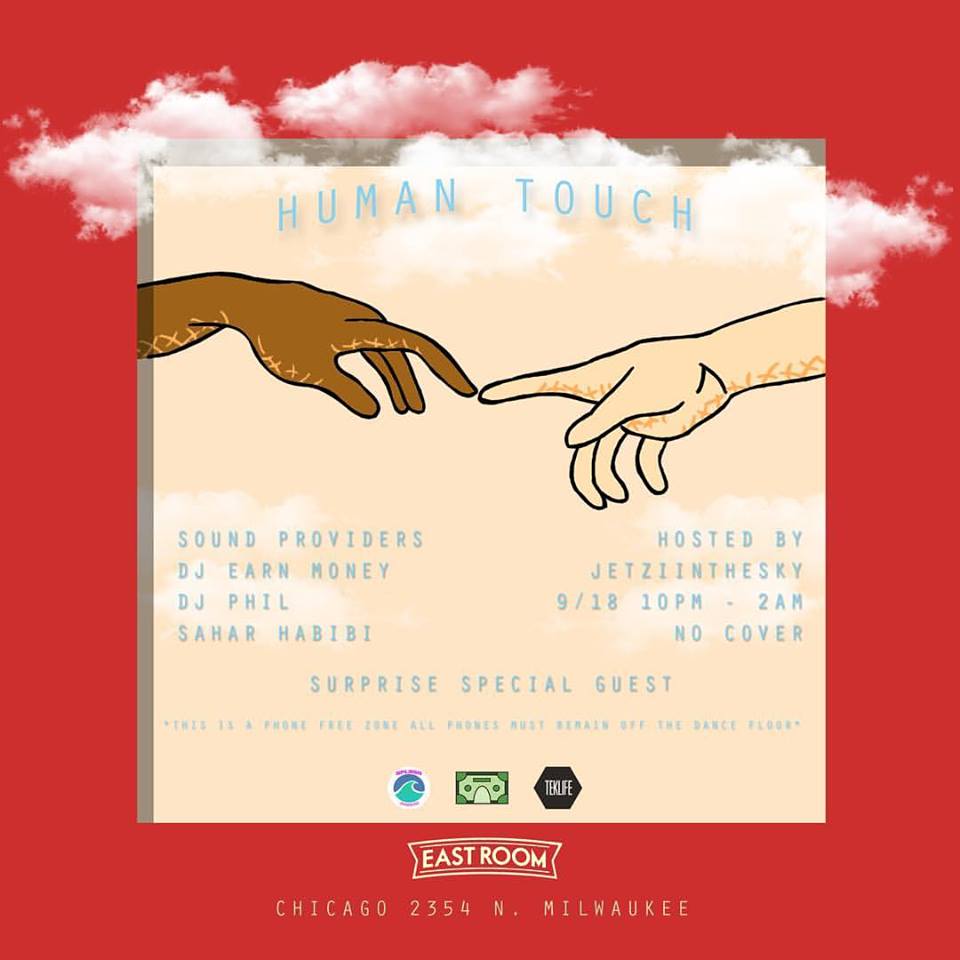 HUMAN TOUCH
SOUND PROVIDERS
DJ EARN MONEY
DJ PHIL
SAHAR HABIBI
HOSTED BY
JETZIINTHESKY
9/18 10PM - 2AM
NO COVER
SURPRISE SPECIAL GUEST
*THIS IS A PHONE FREE ZONE ALL PHONES MUST REMAIN OFF THE DANCE FLOOR*
TEKLIFE
EAST ROOM
CHICAGO 2354 N. MILWAUKEE